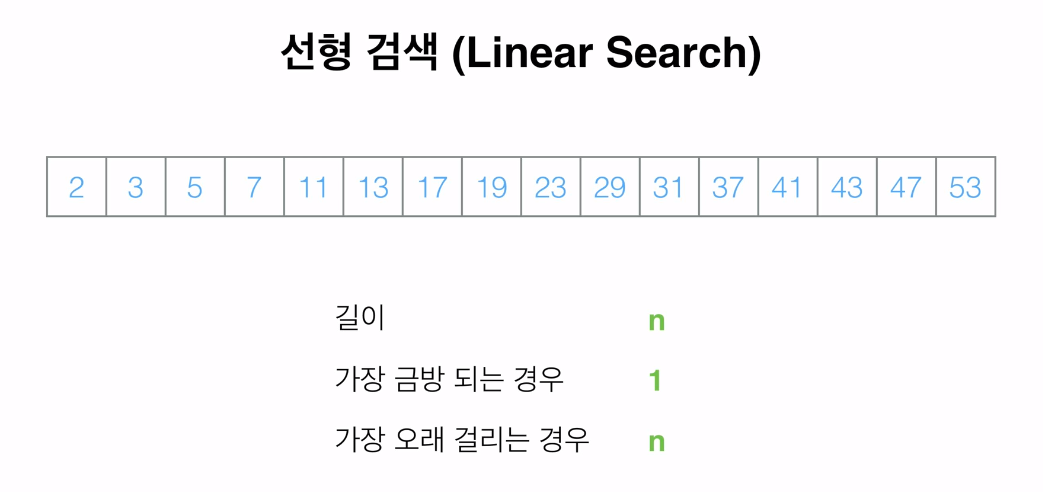 선형 검색 (Linear Search)
2 3 5 7 11 13 17 19 23 29 31 37 41 43 47 53
길이 n
가장 금방 되는 경우 1
가장 오래 걸리는 경우 n